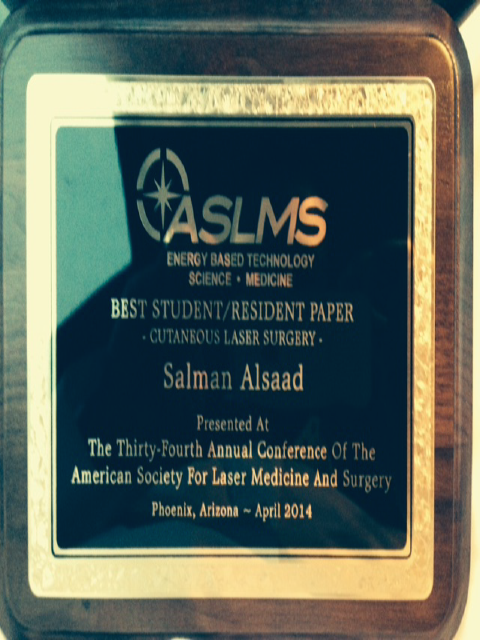 ASLMS
ENERGY BASED TECHNOLOGY
SCIENCE • MEDICINE
BEST STUDENT/RESIDENT PAPER
- CUTANEOUS LASER SURGERY -
Salman Alsaad
Presented At
The Thirty-Fourth Annual Conference Of The
American Society For Laser Medicine And Surgery
Phoenix, Arizona ~ April 2014